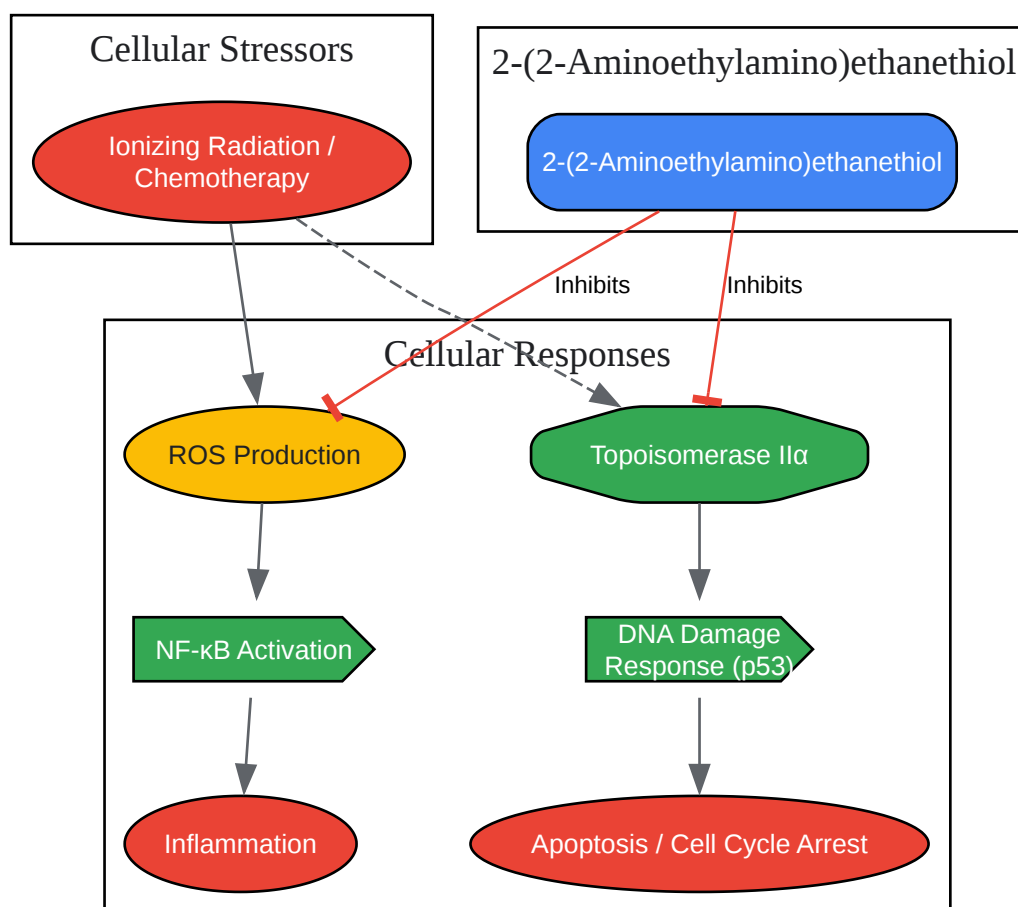 Cellular Stressors
2-(2-Aminoethylamino)ethanethiol
Ionizing Radiation /
Chemotherapy
2-(2-Aminoethylamino)ethanethiol
Inhibits
Inhibits
Cellular Responses
ROS Production
Topoisomerase IIα
NF-κB Activation
DNA Damage
Response (p53)
Inflammation
Apoptosis / Cell Cycle Arrest